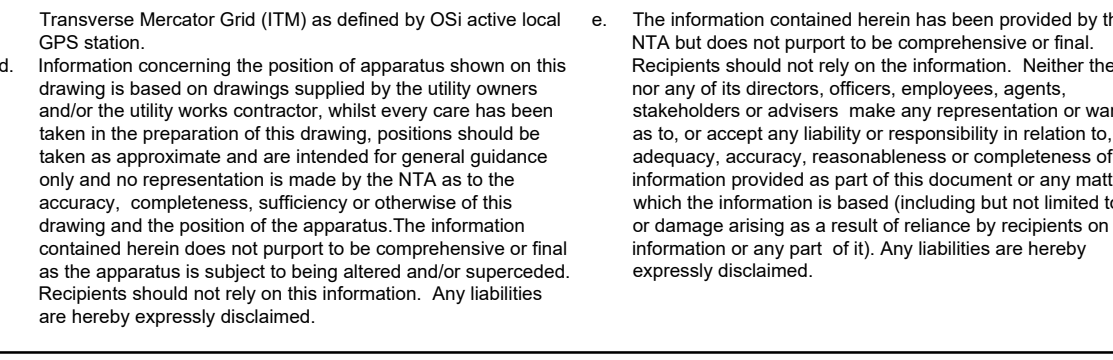 Transverse Mercator Grid (ITM) as defined by OSi active local
GPS station.
d. Information concerning the position of apparatus shown on this
drawing is based on drawings supplied by the utility owners
and/or the utility works contractor, whilst every care has been
taken in the preparation of this drawing, positions should be
taken as approximate and are intended for general guidance
only and no representation is made by the NTA as to the
accuracy, completeness, sufficiency or otherwise of this
drawing and the position of the apparatus.The information
contained herein does not purport to be comprehensive or final
as the apparatus is subject to being altered and/or superceded.
Recipients should not rely on this information. Any liabilities
are hereby expressly disclaimed.
e. The information contained herein has been provided by
NTA but does not purport to be comprehensive or final.
Recipients should not rely on the information. Neither the
nor any of its directors, officers, employees, agents,
stakeholders or advisers make any representation or
as to, or accept any liability or responsibility in relation to,
adequacy, accuracy, reasonableness or completeness of
information provided as part of this document or any
which the information is based (including but not limited
or damage arising as a result of reliance by recipients on
information or any part of it). Any liabilities are hereby
expressly disclaimed.